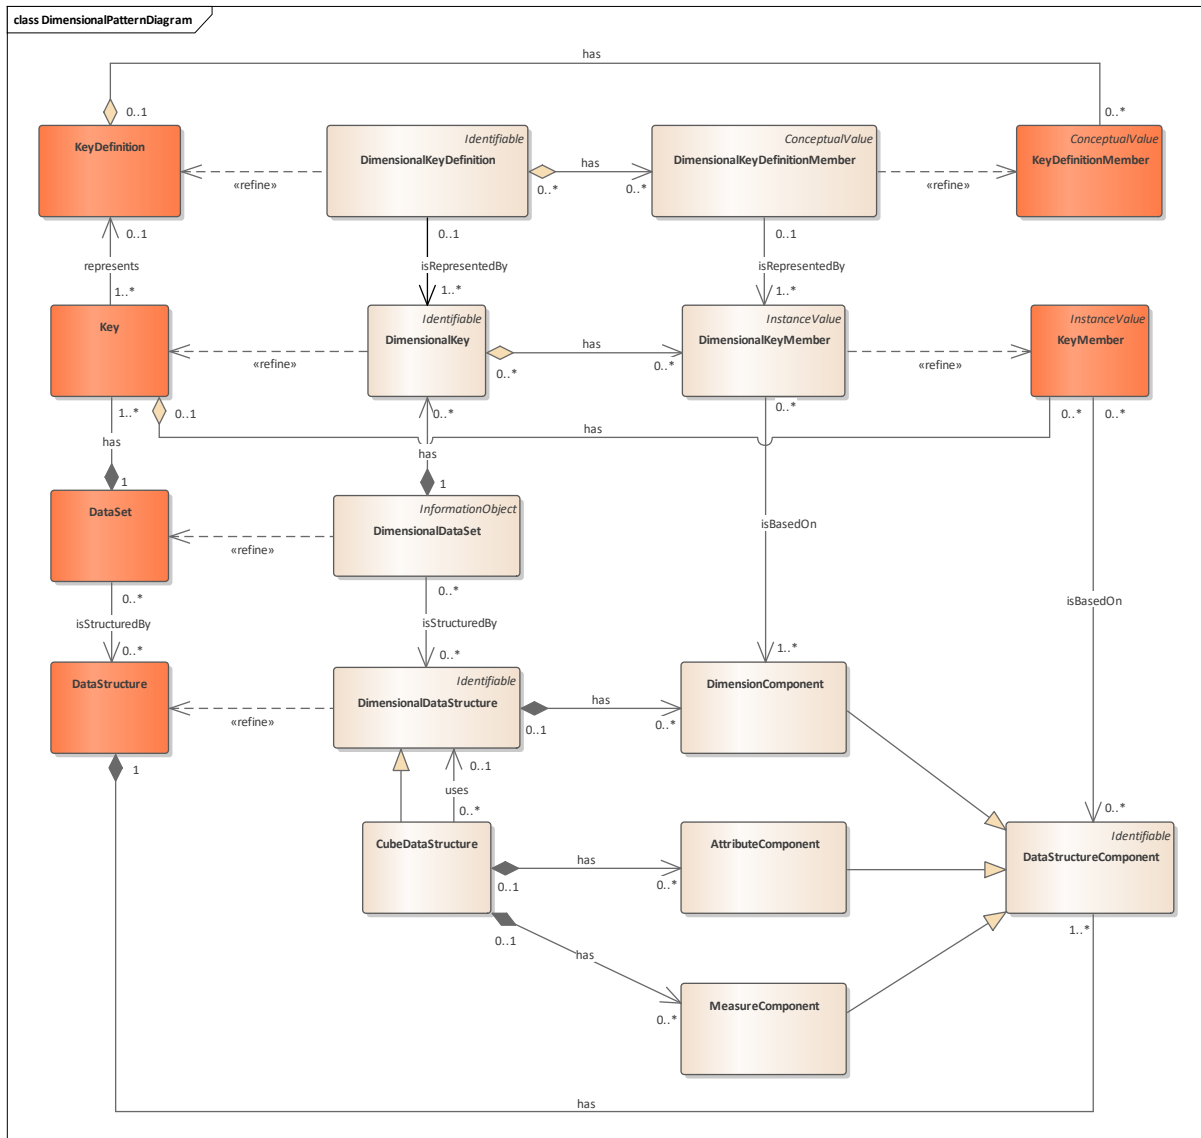 class DimensionalPatternDiagram
has
0..1
0..*
KeyDefinition
Identifiable
DimensionalKeyDefinition
ConceptualValue
DimensionalKeyDefinitionMember
ConceptualValue
KeyDefinitionMember
has
«refine»
0..*
0..*
«refine»
0..1
0..1
0..1
represents
isRepresentedBy
isRepresentedBy
1..*
1..*
1..*
Key
Identifiable
DimensionalKey
InstanceValue
DimensionalKeyMember
InstanceValue
KeyMember
has
«refine»
0..*
0..*
«refine»
1..*
0..1
0..*
0..*
0..*
0..*
has
has
has
1
1
DataSet
InformationObject
DimensionalDataSet
isBasedOn
«refine»
0..*
0..*
isBasedOn
isStructuredBy
isStructuredBy
0..*
0..*
1..*
DataStructure
Identifiable
DimensionalDataStructure
DimensionComponent
has
«refine»
0..1
0..*
1
0..1
uses
0..*
0..*
CubeDataStructure
AttributeComponent
Identifiable
DataStructureComponent
has
0..1
0..*
1..*
0..1
has
MeasureComponent
0..*
has